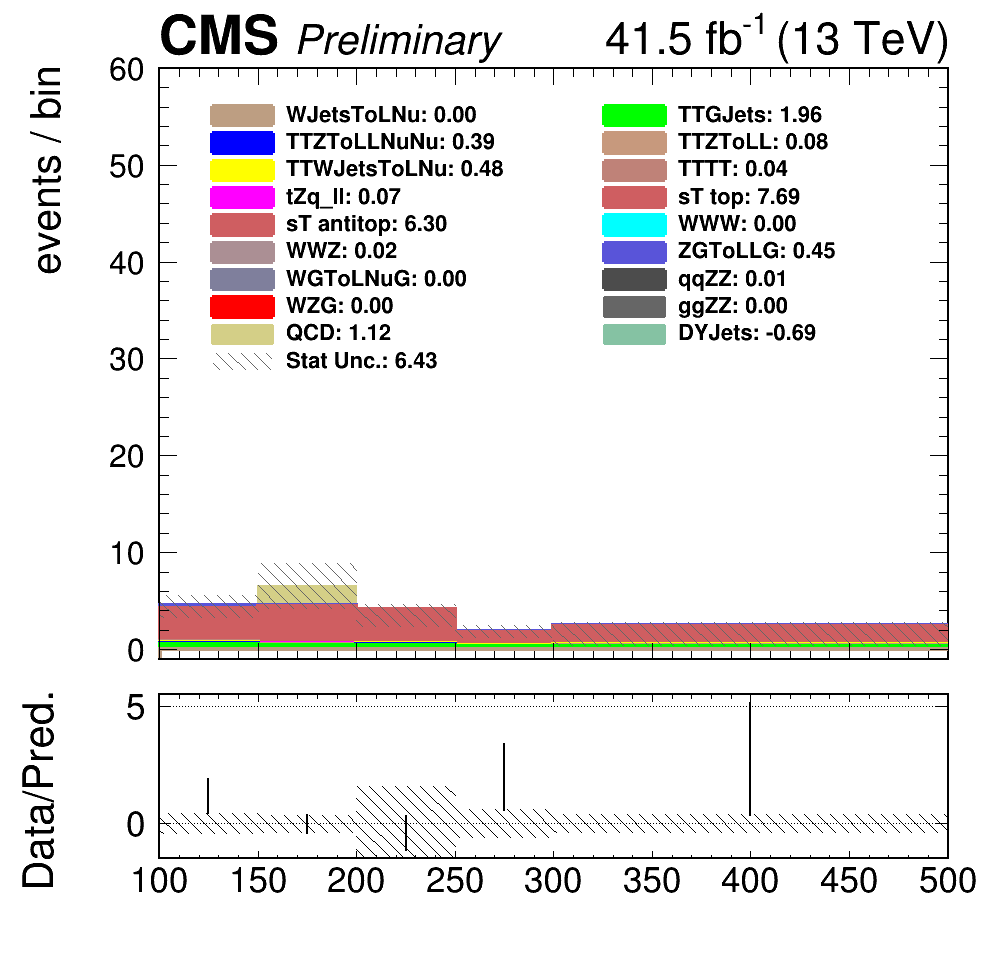 CMS Preliminary 41.5 fb-1 (13 TeV)
events / bin
60
50
40
30
20
10
0
WJetsToLNu: 0.00
TTZToLLNuNu: 0.39
TTWJetsToLNu: 0.48
tZq_ll: 0.07
sT antitop: 6.30
WWZ: 0.02
WGToLNuG: 0.00
WZG: 0.00
QCD: 1.12
Stat Unc.: 6.43
TTGJets: 1.96
TTZToLL: 0.08
TTTT: 0.04
sT top: 7.69
WWW: 0.00
ZGToLLG: 0.45
qqZZ: 0.01
ggZZ: 0.00
DYJets: -0.69
Data/Pred.
5
0
100 150 200 250 300 350 400 450 500